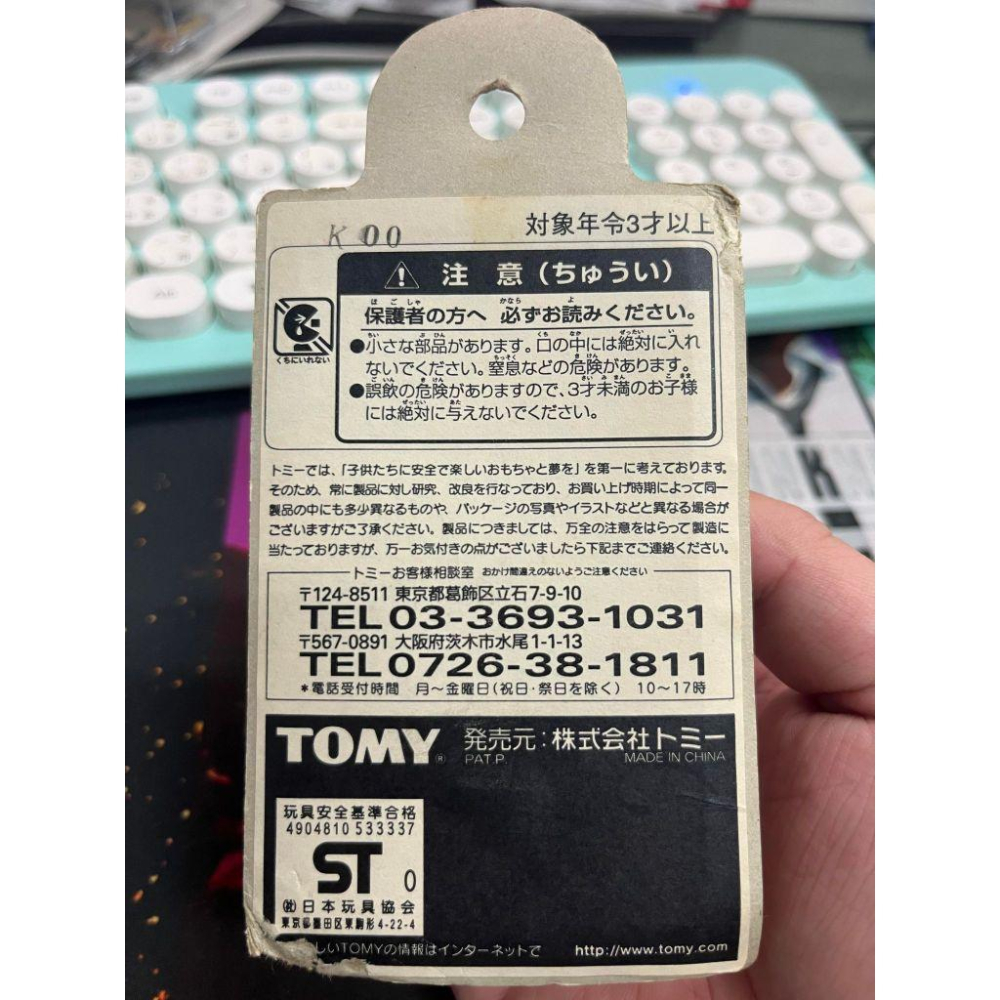 K 00
対象年令3才以上
注意(ちゅうい)
保護者の方へ 必ずお読みください。
くちにいれない
●小さな部品があります。口の中には絶対に入れ
ないでください。窒息などの危険があります。
●誤飲の危険がありますので、3才未満のお子様
には絶対に与えないでください。
トミーでは、「子供たちに安全で楽しいおもちゃと夢を」を第一に考えております。
そのため、常に製品に対し研究、改良を行なっており、お買い上げ時期によって同一
製品の中にも多少異なるものや、パッケージの写真やイラストなどと異なる場合が
ございますがご了承ください。製品につきましては、万全の注意をはらって製造に
当たっておりますが、万一お気付きの点がございましたら下記までご連絡ください。
トミーお客様相談室 おかけ間違えのないようご注意ください
〒124-8511 東京都葛飾区立石7-9-10
TEL 03-3693-1031
〒567-0891 大阪府茨木市水尾1-1-13
TEL 0726-38-1811
*電話受付時間 月~金曜日(祝日・祭日を除く) 10~17時
TOMY® 発売元:株式会社トミー
PAT.P. MADE IN CHINA
玩具安全基準合格
4904810 533337
ST 0
(社)日本玩具協会
東京都墨田区東駒形4-22-4
しいTOMYの情報はインターネットで http://www.tomy.com